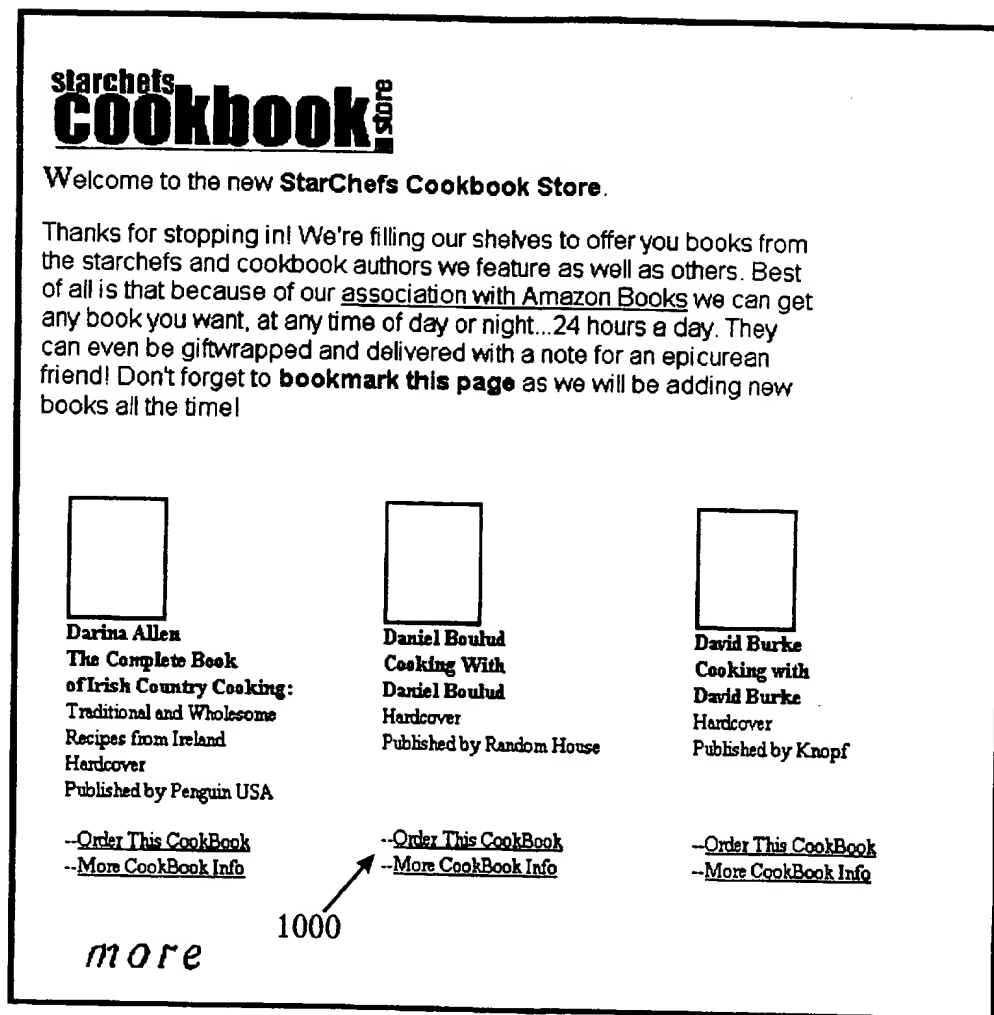 starchefs
cookbook.store
Welcome to the new StarChefs Cookbook Store.
Thanks for stopping in! We're filling our shelves to offer you books from
the starchefs and cookbook authors we feature as well as others. Best
of all is that because of our association with Amazon Books we can get
any book you want, at any time of day or night...24 hours a day. They
can even be giftwrapped and delivered with a note for an epicurean
friend! Don't forget to bookmark this page as we will be adding new
books all the time!
Darina Allen
The Complete Book
of Irish Country Cooking:
Traditional and Wholesome
Recipes from Ireland
Hardcover
Published by Penguin USA
--Order This CookBook
--More CookBook Info
Daniel Boulud
Cooking With
Daniel Boulud
Hardcover
Published by Random House
--Order This CookBook
--More CookBook Info
1000
David Burke
Cooking with
David Burke
Hardcover
Published by Knopf
--Order This CookBook
--More CookBook Info
more